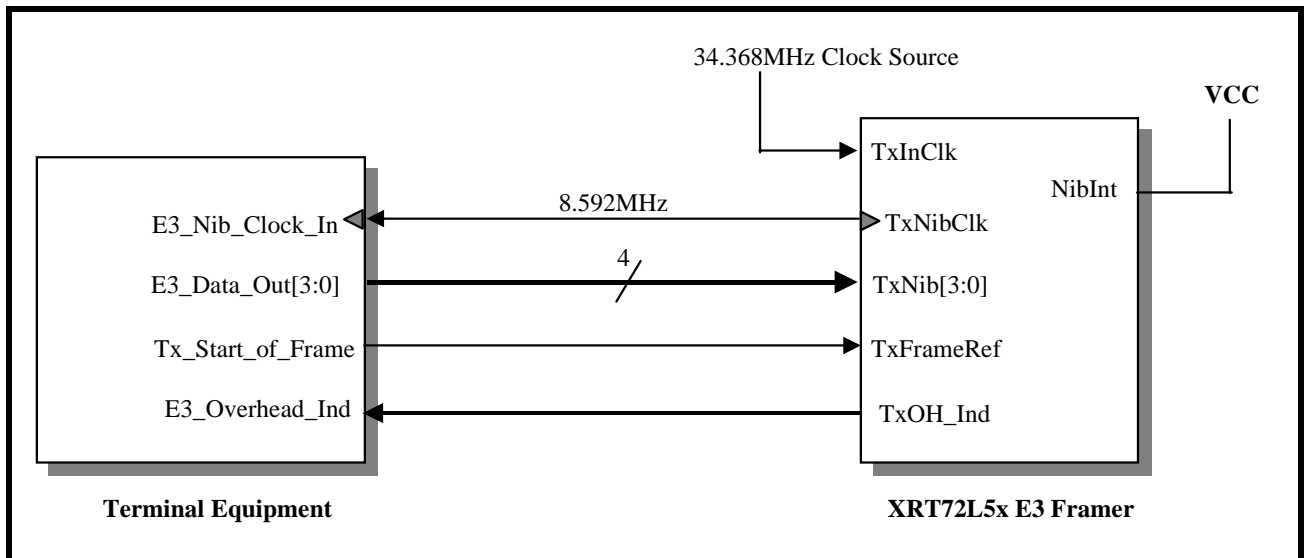 34.368MHz Clock Source
VCC
TxInClk
NibInt
8.592MHz
E3_Nib_Clock_In
TxNibClk
4
E3_Data_Out[3:0]
TxNib[3:0]
Tx_Start_of_Frame
TxFrameRef
E3_Overhead_Ind
TxOH_Ind
Terminal Equipment
XRT72L5x E3 Framer